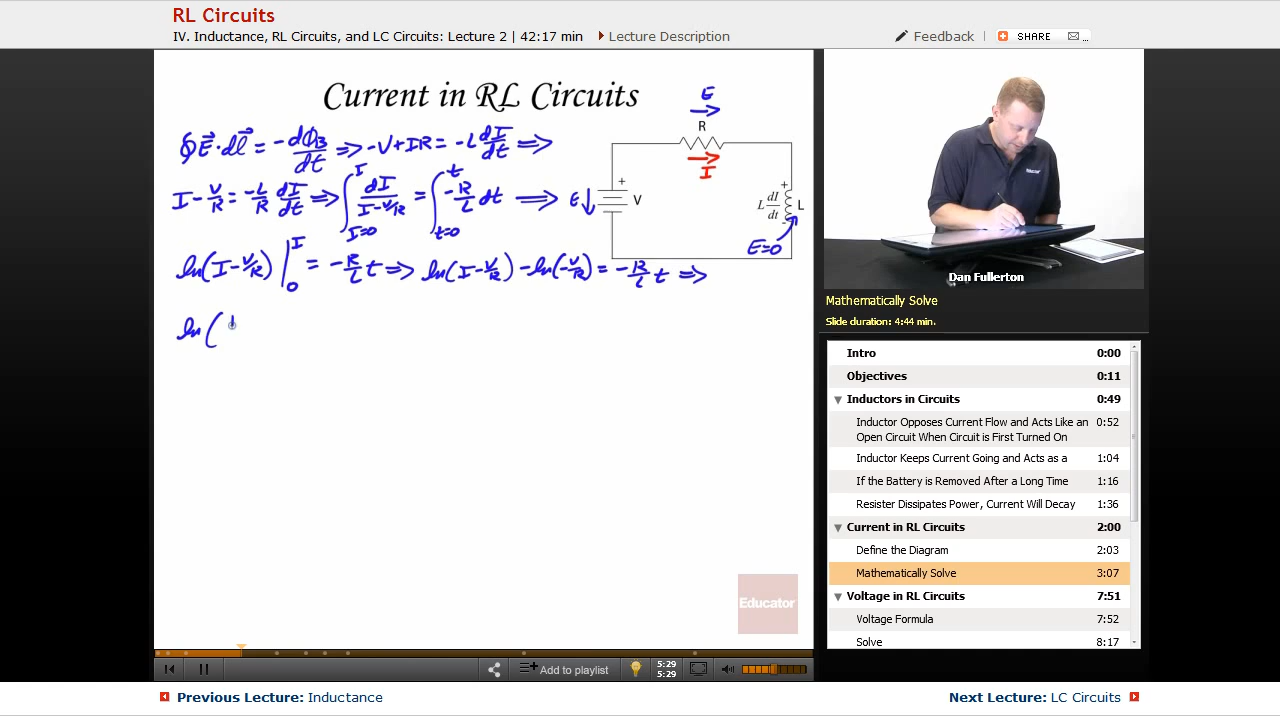 RL Circuits
IV. Inductance, RL Circuits, and LC Circuits: Lecture 2 | 42:17 min
Lecture Description
Feedback
SHARE
Current in RL Circuits
∮E⃗·dl⃗ = -dΦB/dt ⟹ -V+IR = -L dI/dt ⟹
I - V/R = -L/R dI/dt ⟹ ∫_{I=0}^{I} dI/(I-V/R) = ∫_{t=0}^{t} -R/L dt ⟹
ln(I-V/R) |_0^I = -R/L t ⟹ ln(I-V/R) - ln(-V/R) = -R/L t ⟹
ln(
E
R
I
E
+
V
+
L dI/dt
L
-
E=0
Educator
Dan Fullerton
Mathematically Solve
Slide duration: 4:44 min.
Intro 0:00
Objectives 0:11
Inductors in Circuits 0:49
Inductor Opposes Current Flow and Acts Like an 0:52
Open Circuit When Circuit is First Turned On
Inductor Keeps Current Going and Acts as a 1:04
If the Battery is Removed After a Long Time 1:16
Resister Dissipates Power, Current Will Decay 1:36
Current in RL Circuits 2:00
Define the Diagram 2:03
Mathematically Solve 3:07
Voltage in RL Circuits 7:51
Voltage Formula 7:52
Solve 8:17
Add to playlist
5:29
5:29
Previous Lecture: Inductance
Next Lecture: LC Circuits